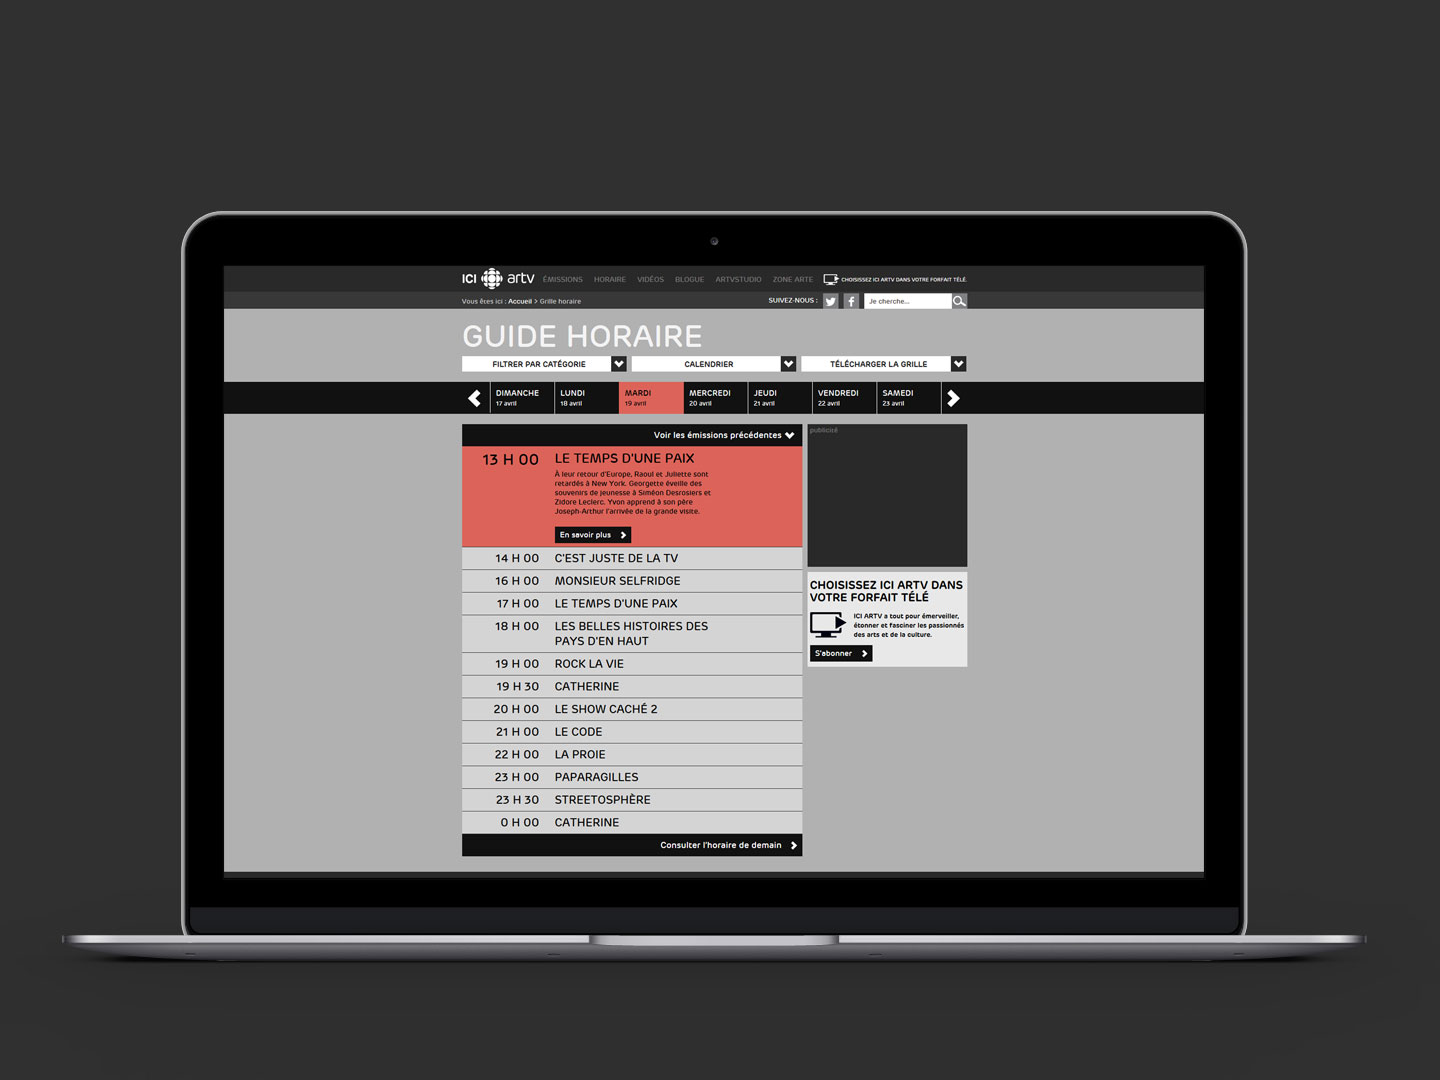 ICI artv ÉMISSIONS HORAIRE VIDÉOS BLOGUE ARTVSTUDIO ZONE ARTE CHOISISSEZ ICI ARTV DANS VOTRE FORFAIT TÉLÉ.
Vous êtes ici : Accueil > Grille horaire SUIVEZ-NOUS : Je cherche...
GUIDE HORAIRE
FILTRER PAR CATÉGORIE CALENDRIER TÉLÉCHARGER LA GRILLE
DIMANCHE LUNDI MARDI MERCREDI JEUDI VENDREDI SAMEDI
17 avril 18 avril 19 avril 20 avril 21 avril 22 avril 23 avril
Voir les émissions précédentes
13 H 00 LE TEMPS D'UNE PAIX
À leur retour d'Europe, Raoul et Juliette sont
retardés à New York. Georgette éveille des
souvenirs de jeunesse à Siméon Desrosiers et
Zidore Leclerc. Yvon apprend à son père
Joseph-Arthur l'arrivée de la grande visite.
En savoir plus
14 H 00 C'EST JUSTE DE LA TV
16 H 00 MONSIEUR SELFRIDGE
17 H 00 LE TEMPS D'UNE PAIX
18 H 00 LES BELLES HISTOIRES DES
PAYS D'EN HAUT
19 H 00 ROCK LA VIE
19 H 30 CATHERINE
20 H 00 LE SHOW CACHÉ 2
21 H 00 LE CODE
22 H 00 LA PROIE
23 H 00 PAPARAGILLES
23 H 30 STREETOSPHÈRE
0 H 00 CATHERINE
Consulter l'horaire de demain
publicité
CHOISISSEZ ICI ARTV DANS
VOTRE FORFAIT TÉLÉ
ICI ARTV a tout pour émerveiller,
étonner et fasciner les passionnés
des arts et de la culture.
S'abonner